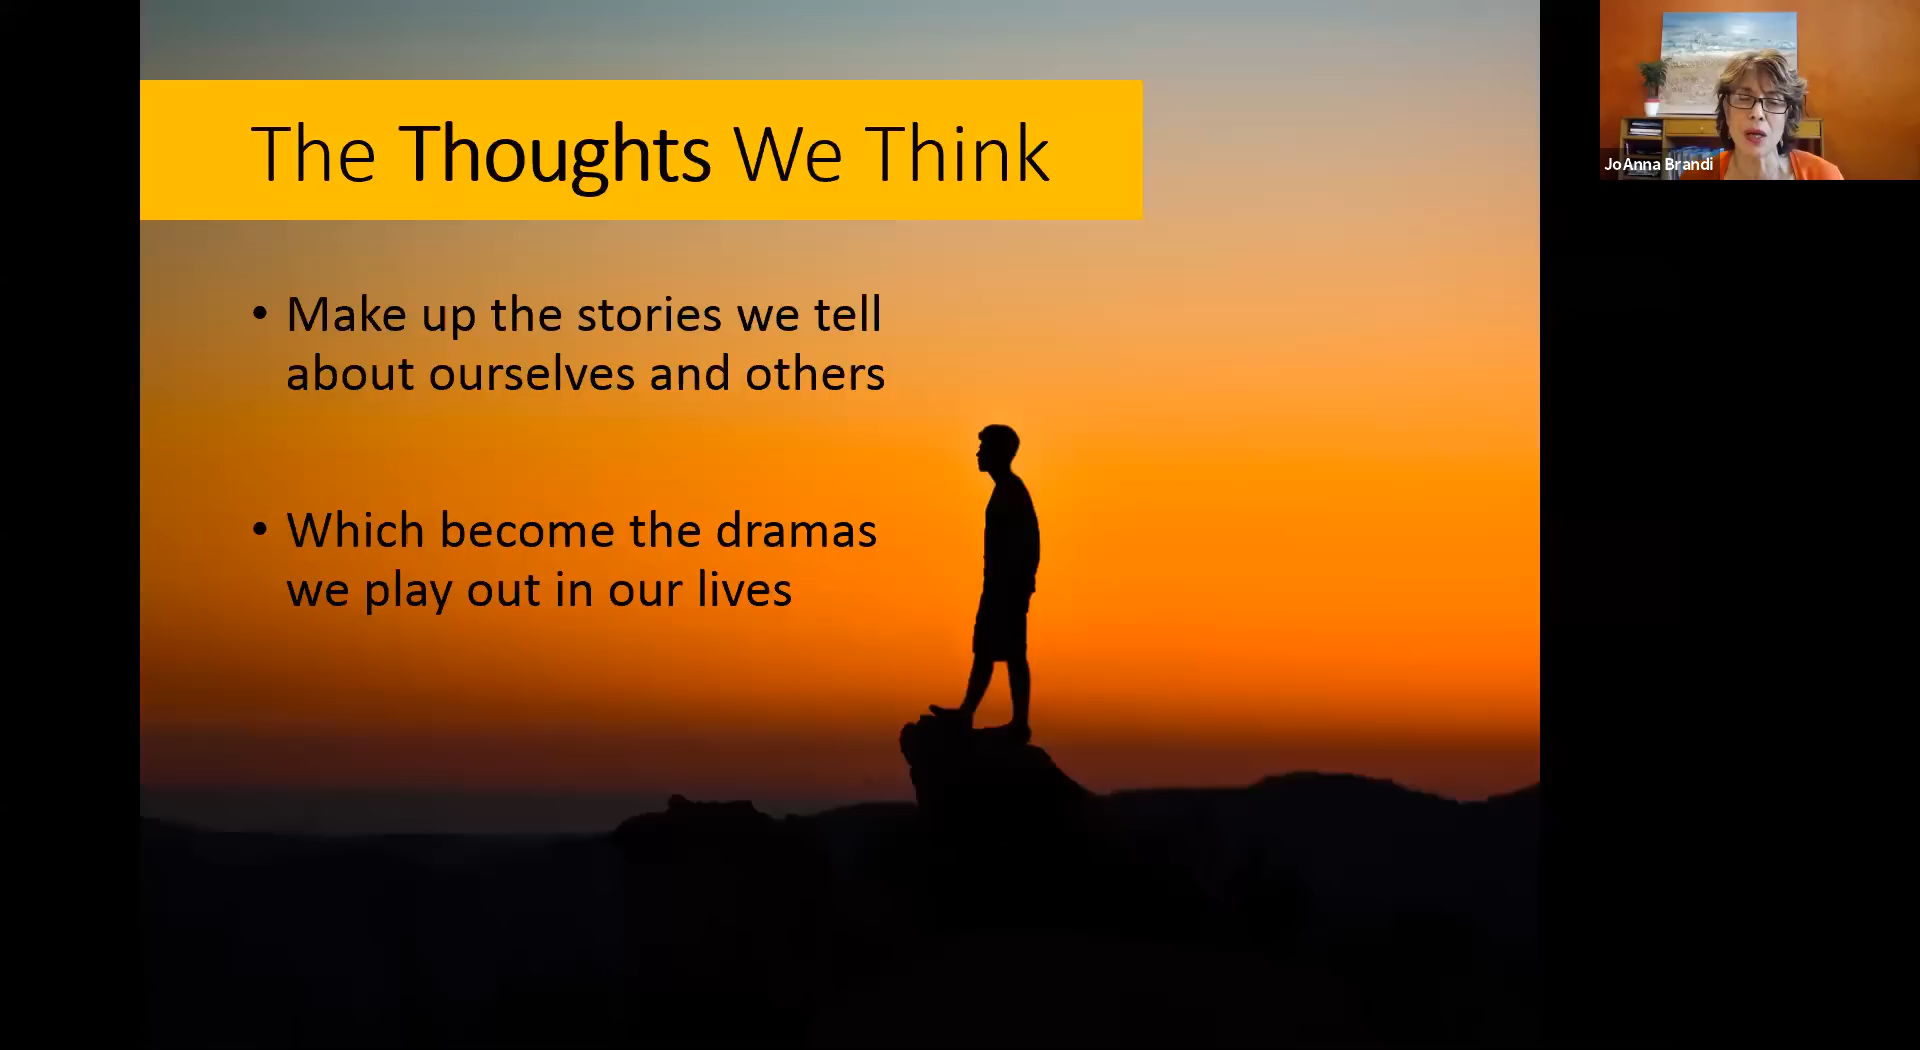 The Thoughts We Think
• Make up the stories we tell
about ourselves and others
• Which become the dramas
we play out in our lives
JoAnna Brandi